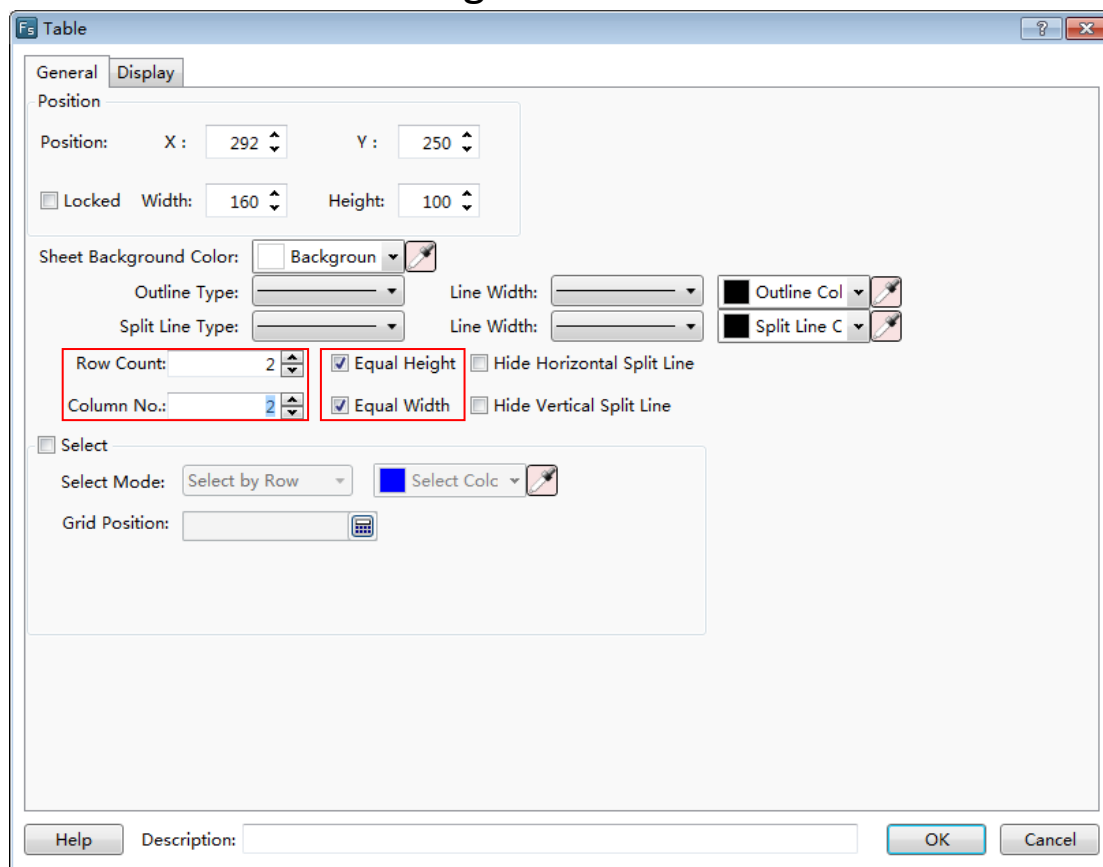 Fs Table
General Display
Position
Position: X : 292 Y : 250
Locked Width: 160 Height: 100
Sheet Background Color: Backgroun
Outline Type: Line Width: Outline Col
Split Line Type: Line Width: Split Line C
Row Count: 2 Equal Height Hide Horizontal Split Line
Column No.: 2 Equal Width Hide Vertical Split Line
Select
Select Mode: Select by Row Select Colc
Grid Position:
Help Description: OK Cancel